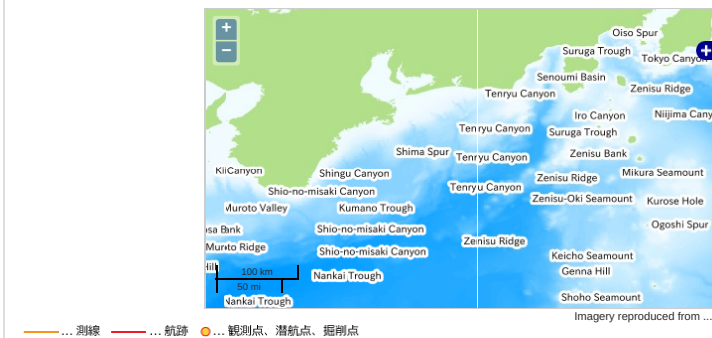 +
−
Oiso Spur
Suruga Trough
+
Tokyo Canyon
Senoumi Basin
Zenisu Ridge
Tenryu Canyon
Iro Canyon
Niijima Cany
Tenryu Canyon
Suruga Trough
Shima Spur
Tenryu Canyon
Zenisu Bank
Kii Canyon
Shingu Canyon
Mikura Seamount
Zenisu Ridge
Shio-no-misaki Canyon
Tenryu Canyon
Zenisu-Oki Seamount
Kurose Hole
Muroto Valley
Kumano Trough
Ogoshi Spur
osa Bank
Shio-no-misaki Canyon
Zenisu Ridge
Muroto Ridge
Shio-no-misaki Canyon
Keicho Seamount
Hill
100 km
Genna Hill
Nankai Trough
50 mi
Nankai Trough
Shoho Seamount
Imagery reproduced from ...
... 測線 ... 航跡 ... 観測点、潜航点、掘削点